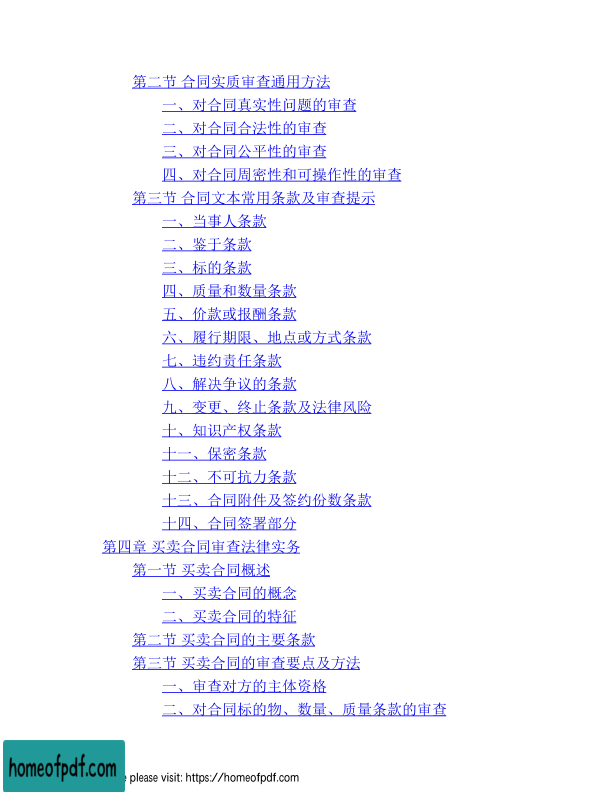 第二节 合同实质审查通用方法
一、对合同真实性问题的审查
二、对合同合法性的审查
三、对合同公平性的审查
四、对合同周密性和可操作性的审查
第三节 合同文本常用条款及审查提示
一、当事人条款
二、鉴于条款
三、标的条款
四、质量和数量条款
五、价款或报酬条款
六、履行期限、地点或方式条款
七、违约责任条款
八、解决争议的条款
九、变更、终止条款及法律风险
十、知识产权条款
十一、保密条款
十二、不可抗力条款
十三、合同附件及签约份数条款
十四、合同签署部分
第四章 买卖合同审查法律实务
第一节 买卖合同概述
一、买卖合同的概念
二、买卖合同的特征
第二节 买卖合同的主要条款
第三节 买卖合同的审查要点及方法
一、审查对方的主体资格
二、对合同标的物、数量、质量条款的审查
homeofpdf.com
please visit: https://homeofpdf.com